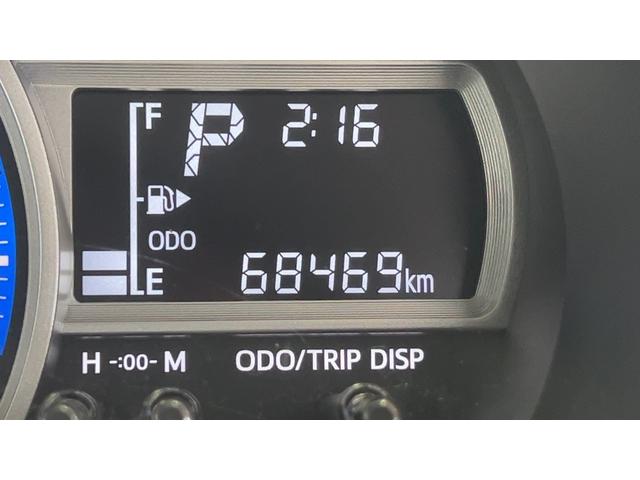 F P 2:16
ODO
E 68469km
H -:00- M ODO/TRIP DISP